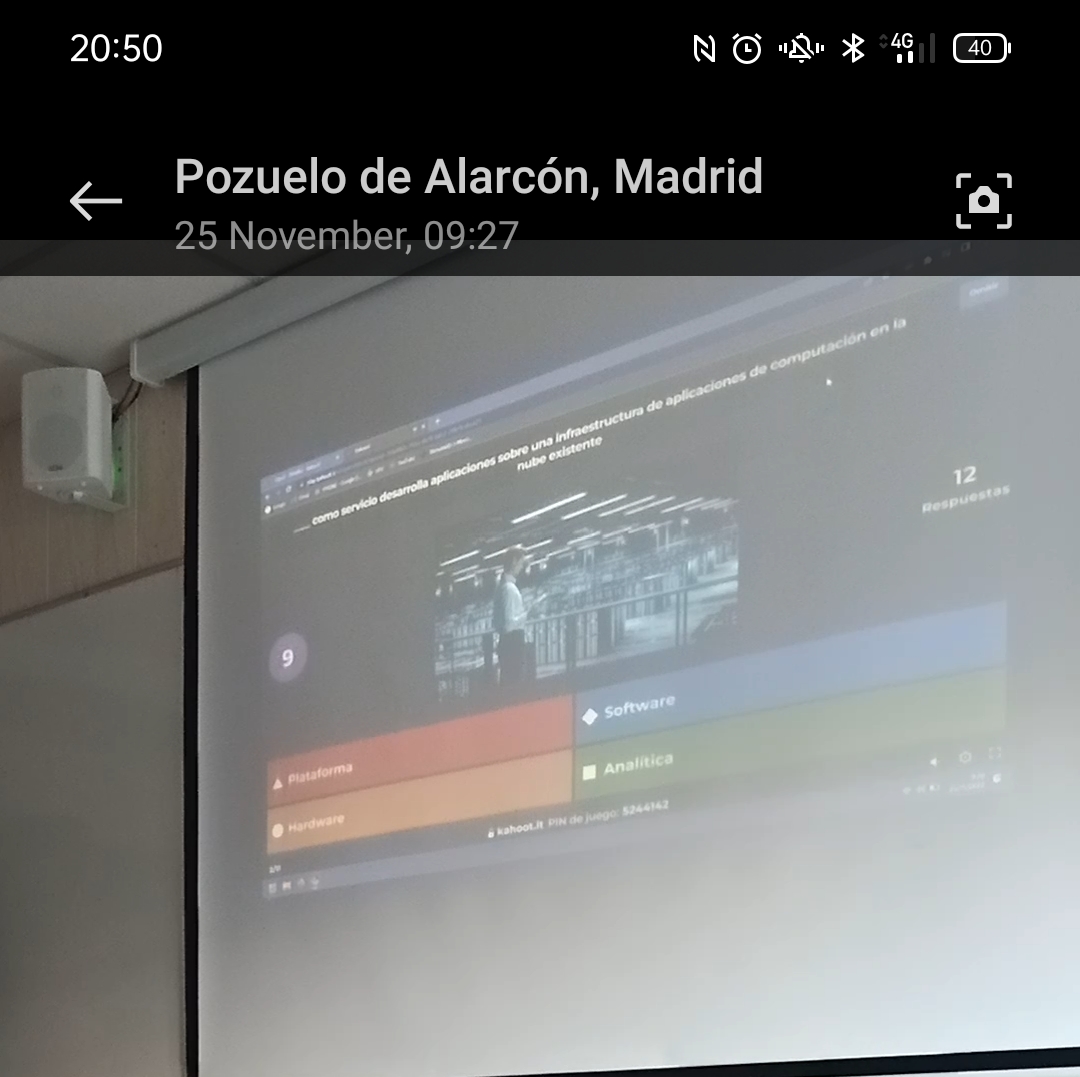 20:50
4G
40
Pozuelo de Alarcón, Madrid
25 November, 09:27
como servicio desarrolla aplicaciones sobre una infraestructura de aplicaciones de computación en la
nube existente
12
Respuestas
9
Plataforma
Software
Hardware
Analítica
kahoot.it PIN de juego: 5244142